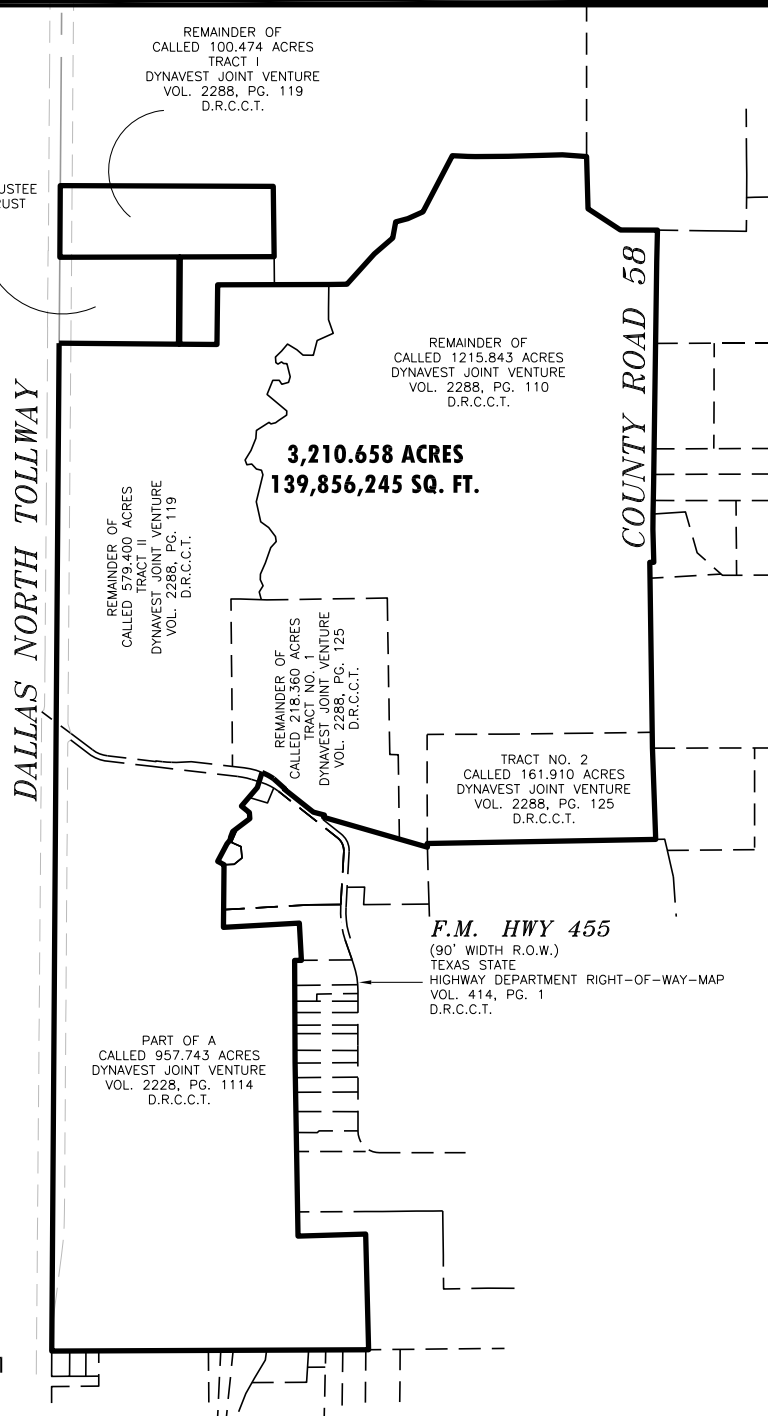 REMAINDER OF
CALLED 100.474 ACRES
TRACT I
DYNAVEST JOINT VENTURE
VOL. 2288, PG. 119
D.R.C.C.T.
REMAINDER OF
CALLED 1215.843 ACRES
DYNAVEST JOINT VENTURE
VOL. 2288, PG. 110
D.R.C.C.T.
COUNTY ROAD 58
3,210.658 ACRES
139,856,245 SQ. FT.
DALLAS NORTH TOLLWAY
REMAINDER OF
CALLED 579.400 ACRES
TRACT II
DYNAVEST JOINT VENTURE
VOL. 2288, PG. 119
D.R.C.C.T.
REMAINDER OF
CALLED 218.360 ACRES
TRACT NO. 1
DYNAVEST JOINT VENTURE
VOL. 2288, PG. 125
D.R.C.C.T.
TRACT NO. 2
CALLED 161.910 ACRES
DYNAVEST JOINT VENTURE
VOL. 2288, PG. 125
D.R.C.C.T.
F.M. HWY 455
(90' WIDTH R.O.W.)
TEXAS STATE
HIGHWAY DEPARTMENT RIGHT-OF-WAY-MAP
VOL. 414, PG. 1
D.R.C.C.T.
PART OF A
CALLED 957.743 ACRES
DYNAVEST JOINT VENTURE
VOL. 2228, PG. 1114
D.R.C.C.T.